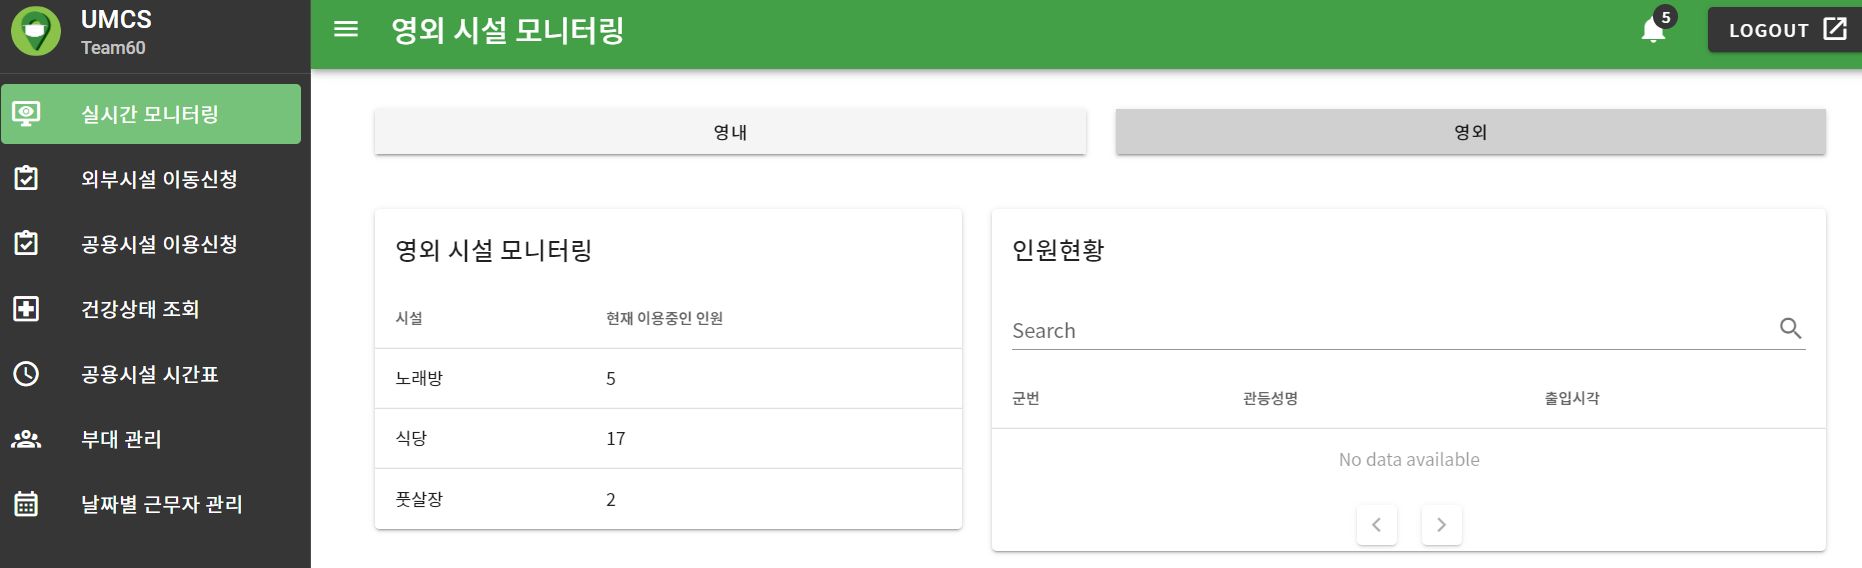 UMCS
Team60
실시간 모니터링
외부시설 이동신청
공용시설 이용신청
건강상태 조회
공용시설 시간표
부대 관리
날짜별 근무자 관리
영외 시설 모니터링
5
LOGOUT
영내
영외
영외 시설 모니터링
시설 현재 이용중인 인원
노래방 5
식당 17
풋살장 2
인원현황
Search
군번 관등성명 출입시각
No data available